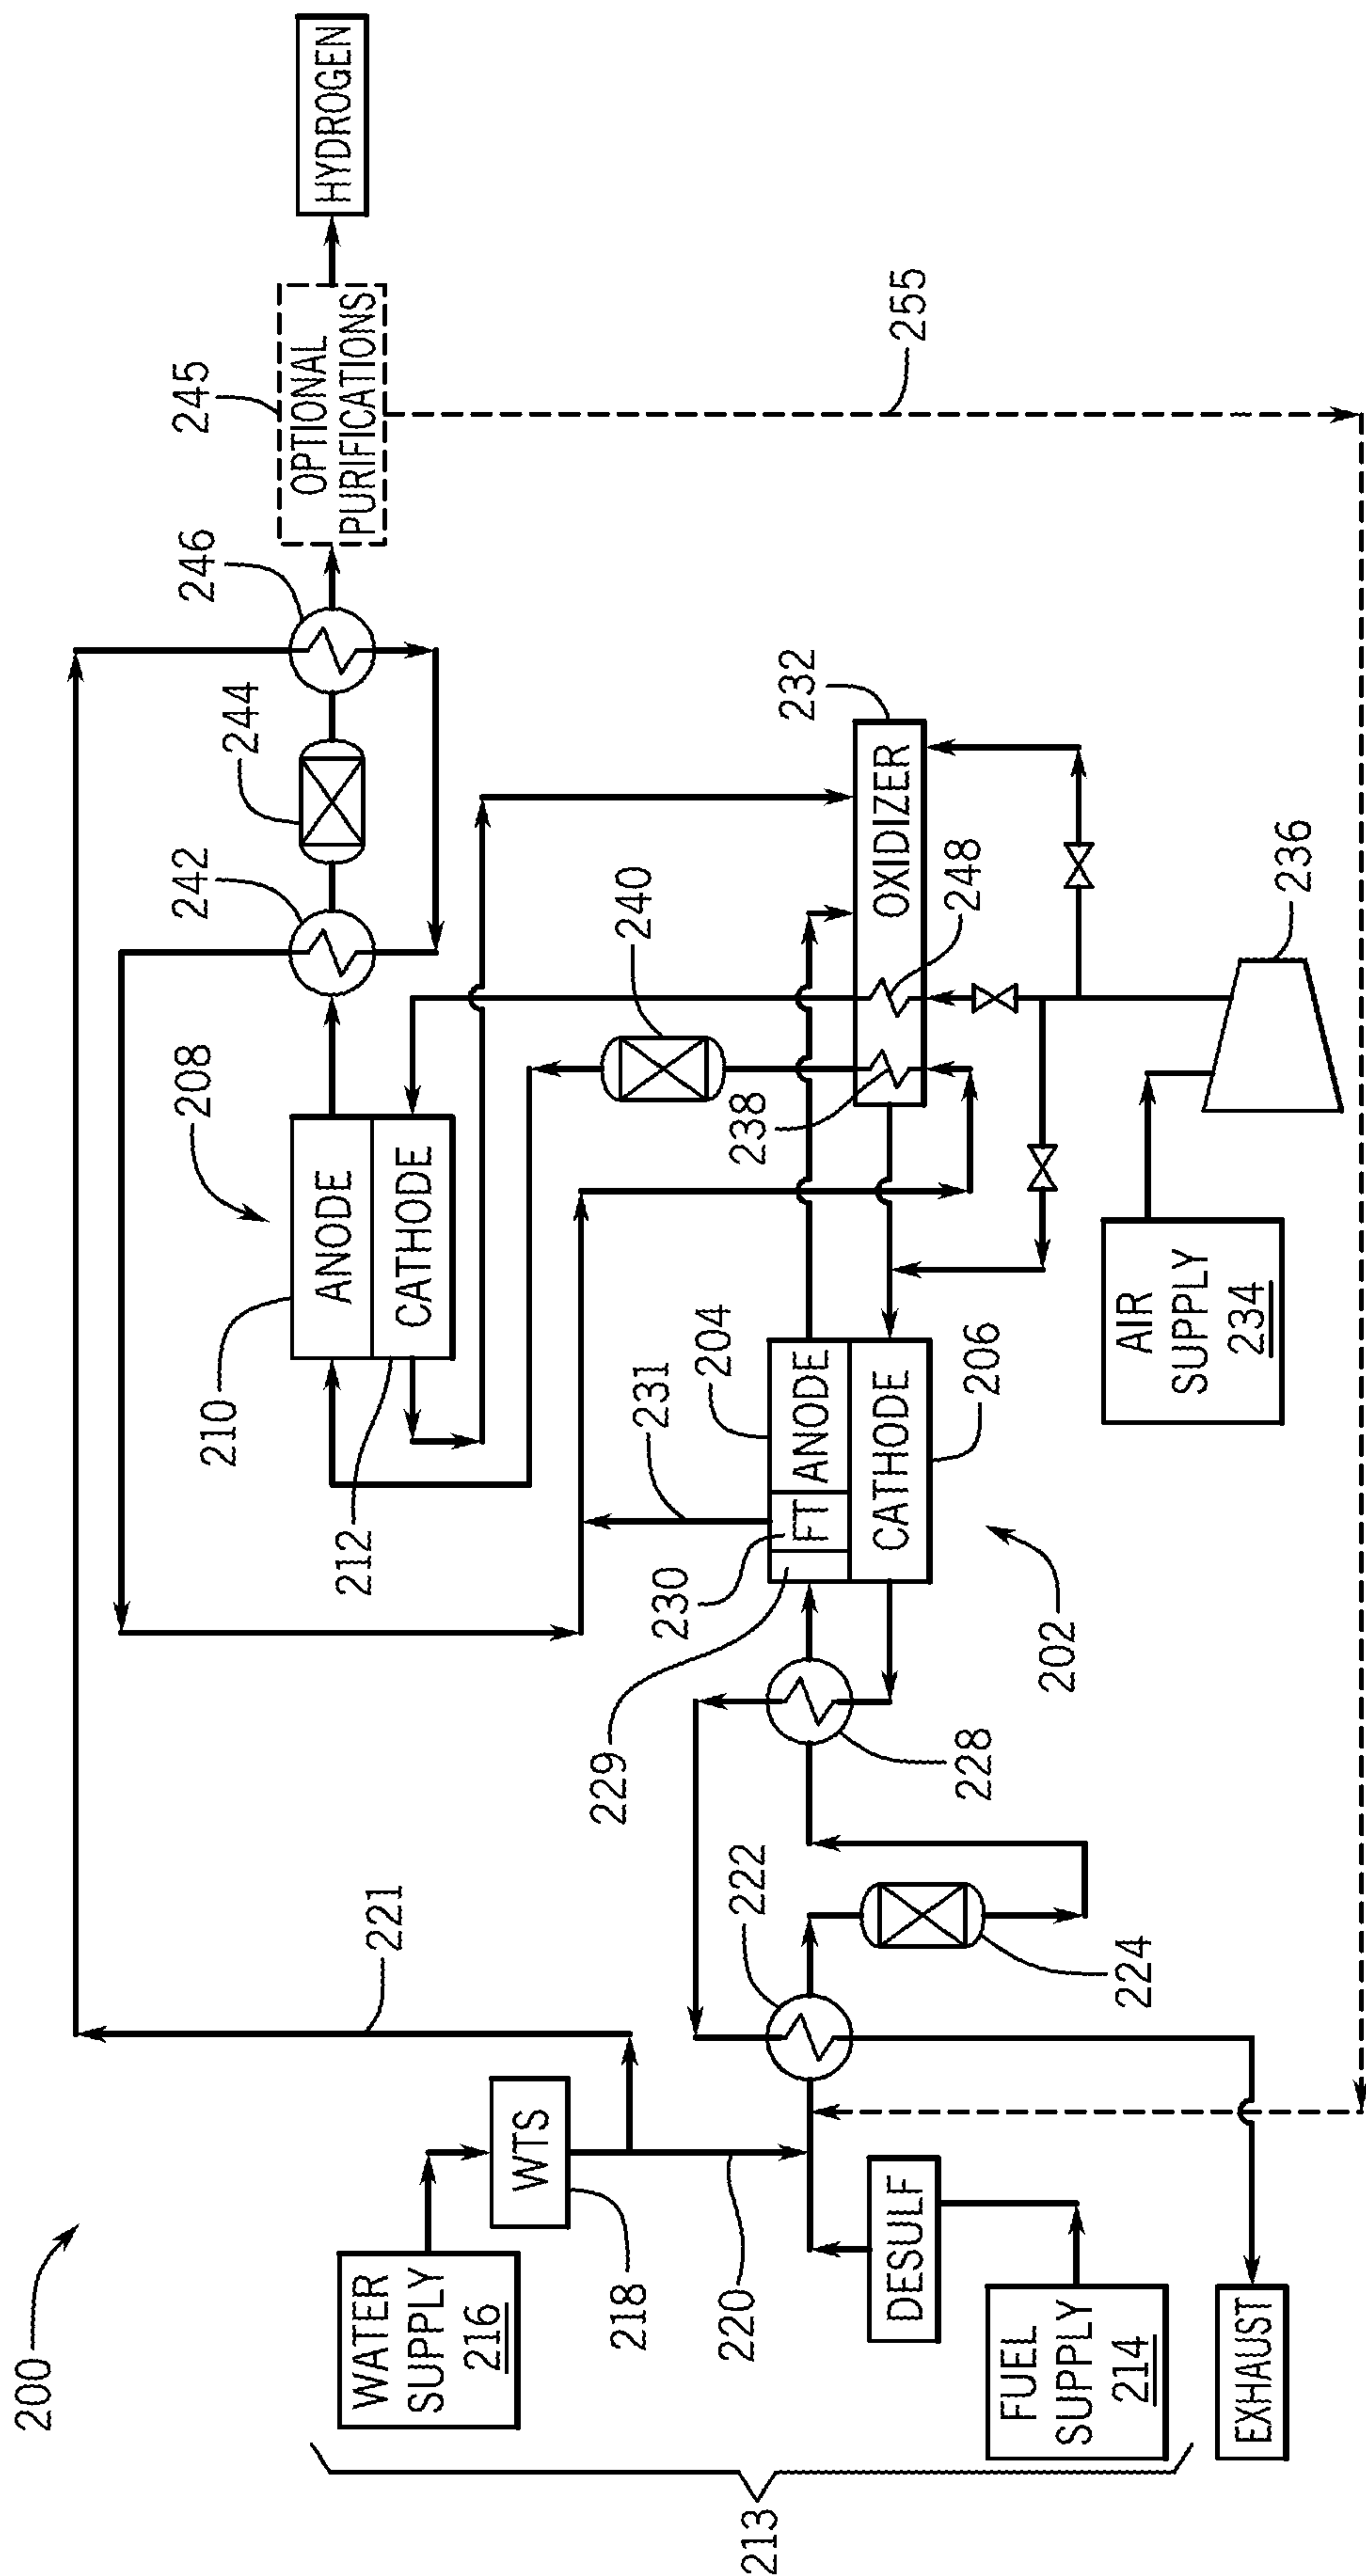 200
WATER
SUPPLY
216
WTS
218
221
220
213
DESULF
FUEL
SUPPLY
214
EXHAUST
222
224
228
229
230
231
FT
ANODE
CATHODE
204
206
202
210
212
ANODE
CATHODE
208
242
244
246
245
OPTIONAL
PURIFICATIONS
HYDROGEN
255
240
238
248
OXIDIZER
232
236
AIR
SUPPLY
234